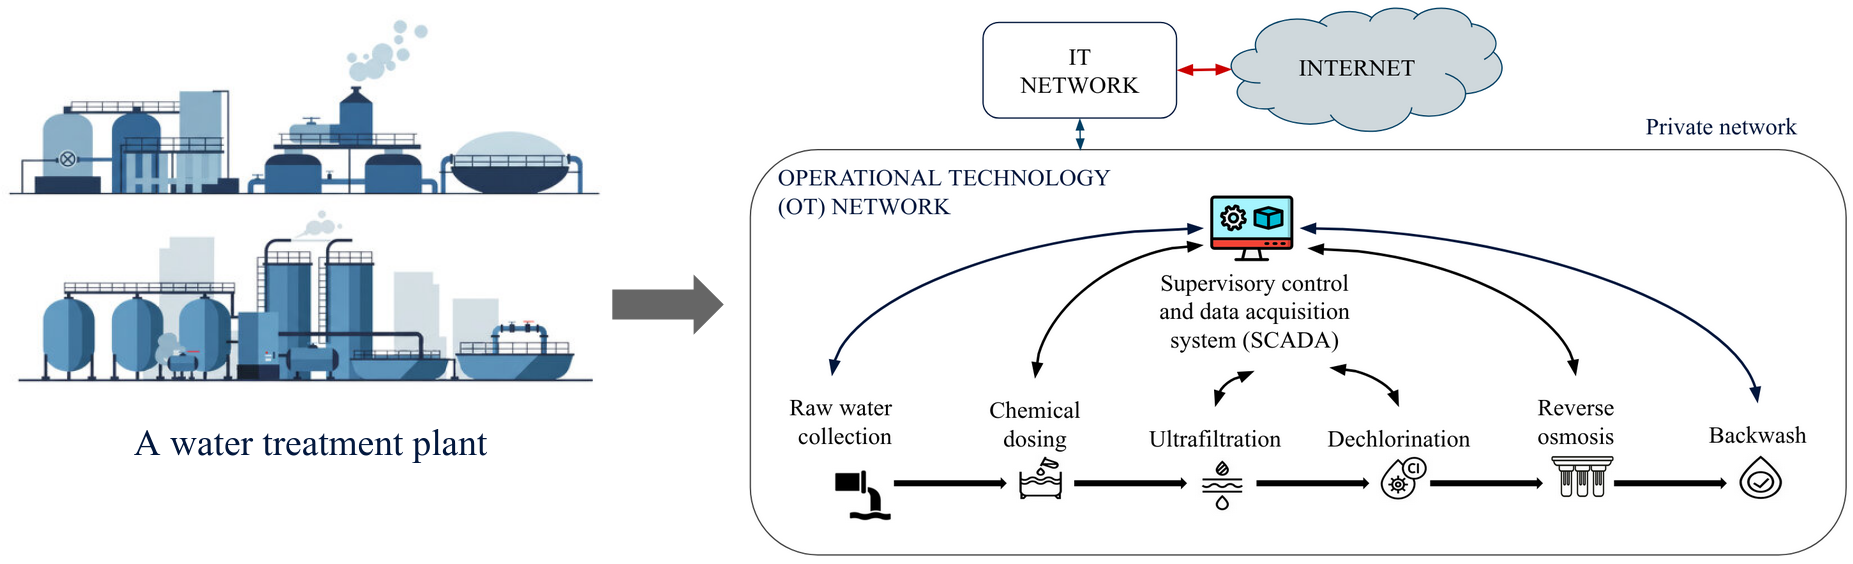 IT
NETWORK
INTERNET
Private network
OPERATIONAL TECHNOLOGY
(OT) NETWORK
Supervisory control
and data acquisition
system (SCADA)
Raw water
collection
Chemical
dosing
Ultrafiltration
Dechlorination
Cl
Reverse
osmosis
Backwash
A water treatment plant